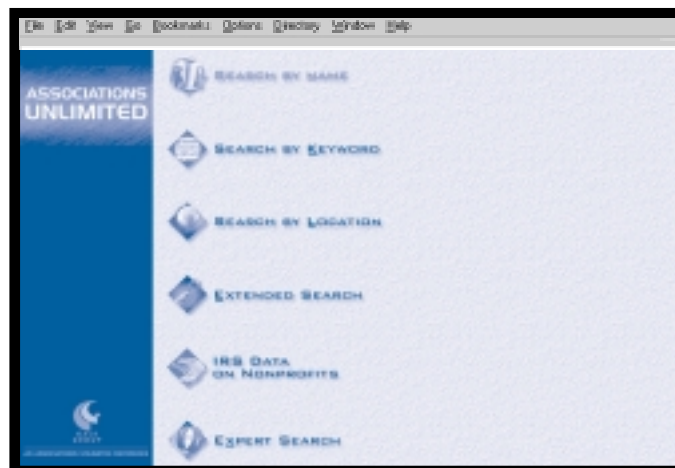 File Edit View Go Bookmarks Options Directory Window Help
ASSOCIATIONS
UNLIMITED
SEARCH BY NAME
SEARCH BY KEYWORD
SEARCH BY LOCATION
EXTENDED SEARCH
IRS DATA
ON NONPROFITS
EXPERT SEARCH